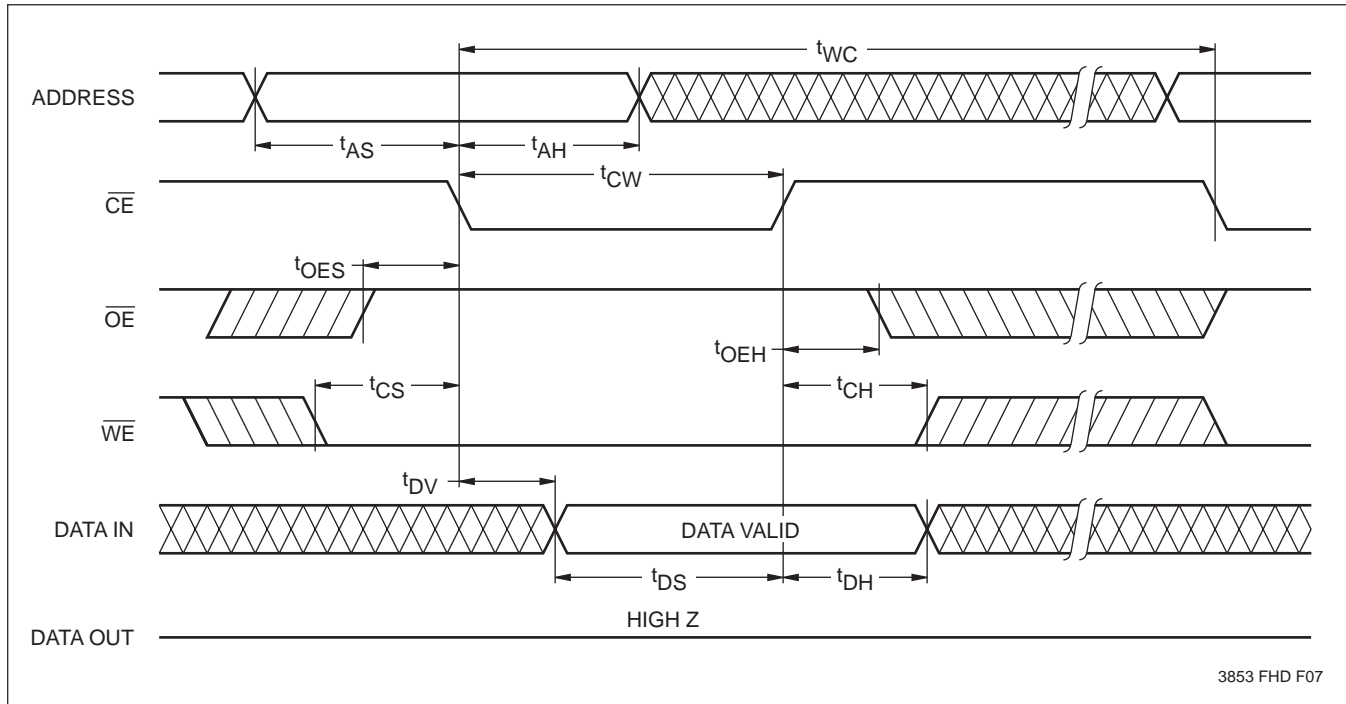 tWC
ADDRESS
tAS
tAH
tCW
CE
tOES
OE
tOEH
tCS
tCH
WE
tDV
DATA IN
DATA VALID
tDS
tDH
HIGH Z
DATA OUT
3853 FHD F07